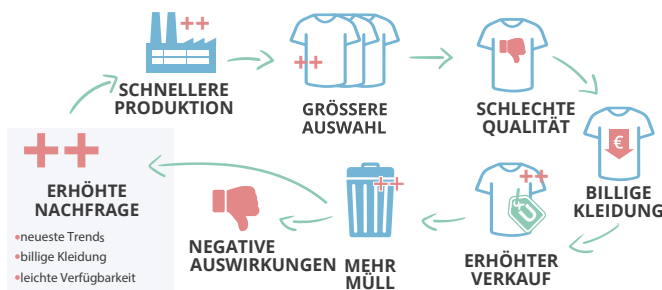 SCHNELLERE
PRODUKTION
GRÖSSERE
AUSWAHL
SCHLECHTE
QUALITÄT
€
BILLIGE
KLEIDUNG
ERHÖHTER
VERKAUF
MEHR
MÜLL
NEGATIVE
AUSWIRKUNGEN
ERHÖHTE
NACHFRAGE
•neueste Trends
•billige Kleidung
•leichte Verfügbarkeit